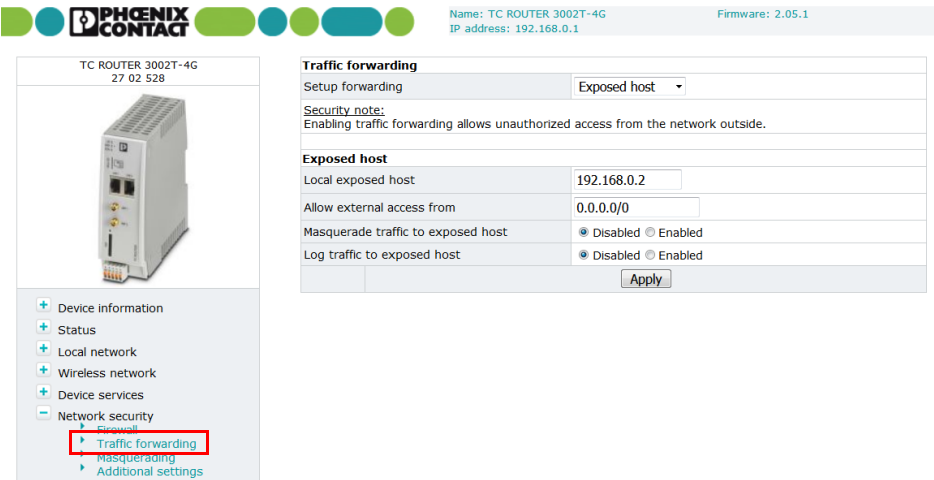 PHŒNIX
CONTACT
Name: TC ROUTER 3002T-4G Firmware: 2.05.1
IP address: 192.168.0.1
TC ROUTER 3002T-4G
27 02 528
Traffic forwarding
Setup forwarding Exposed host
Security note:
Enabling traffic forwarding allows unauthorized access from the network outside.
Exposed host
Local exposed host 192.168.0.2
Allow external access from 0.0.0.0/0
Masquerade traffic to exposed host Disabled Enabled
Log traffic to exposed host Disabled Enabled
Apply
Device information
Status
Local network
Wireless network
Device services
Network security
Firewall
Traffic forwarding
Masquerading
Additional settings